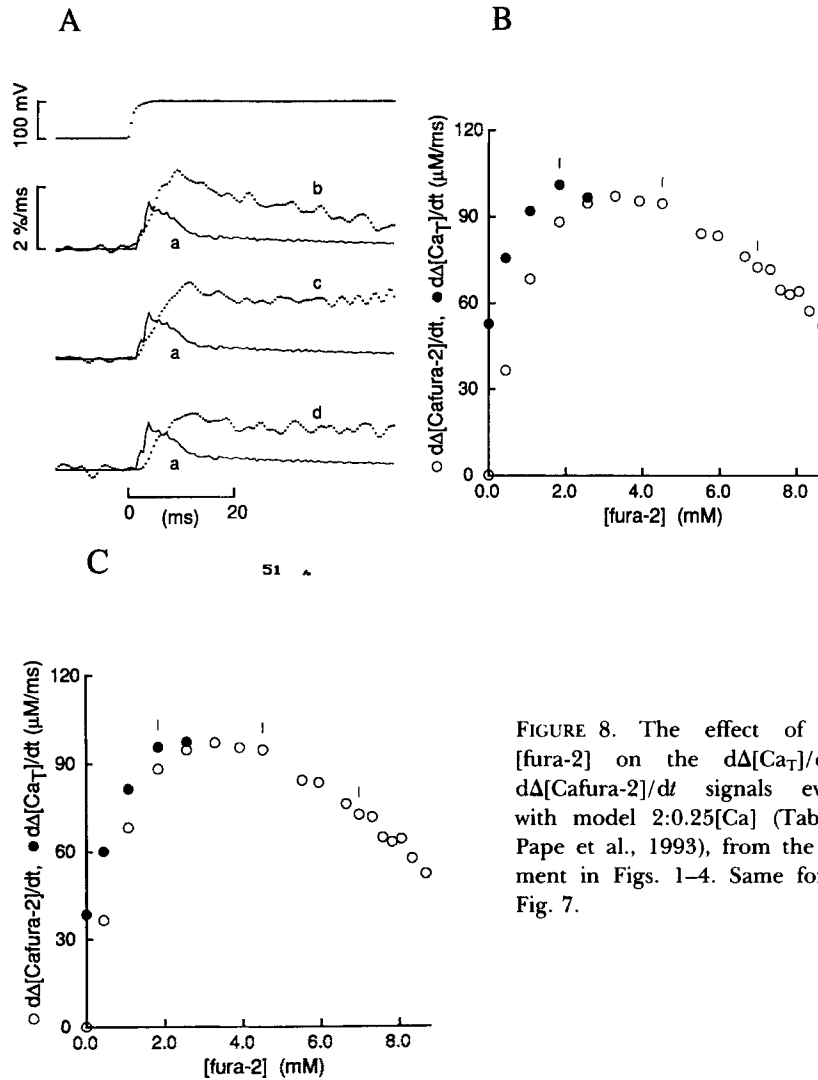 A
100 mV
2 %/ms
b
a
c
a
d
a
0 (ms) 20
B
○ dΔ[Cafura-2]/dt, ● dΔ[CaT]/dt (μM/ms)
120
90
60
30
0
0.0 2.0 4.0 6.0 8.0
[fura-2] (mM)
C
51
○ dΔ[Cafura-2]/dt, ● dΔ[CaT]/dt (μM/ms)
120
90
60
30
0
0.0 2.0 4.0 6.0 8.0
[fura-2] (mM)
FIGURE 8. The effect of
[fura-2] on the dΔ[CaT]/d
dΔ[Cafura-2]/dt signals ev
with model 2:0.25[Ca] (Tab
Pape et al., 1993), from the
ment in Figs. 1–4. Same for
Fig. 7.